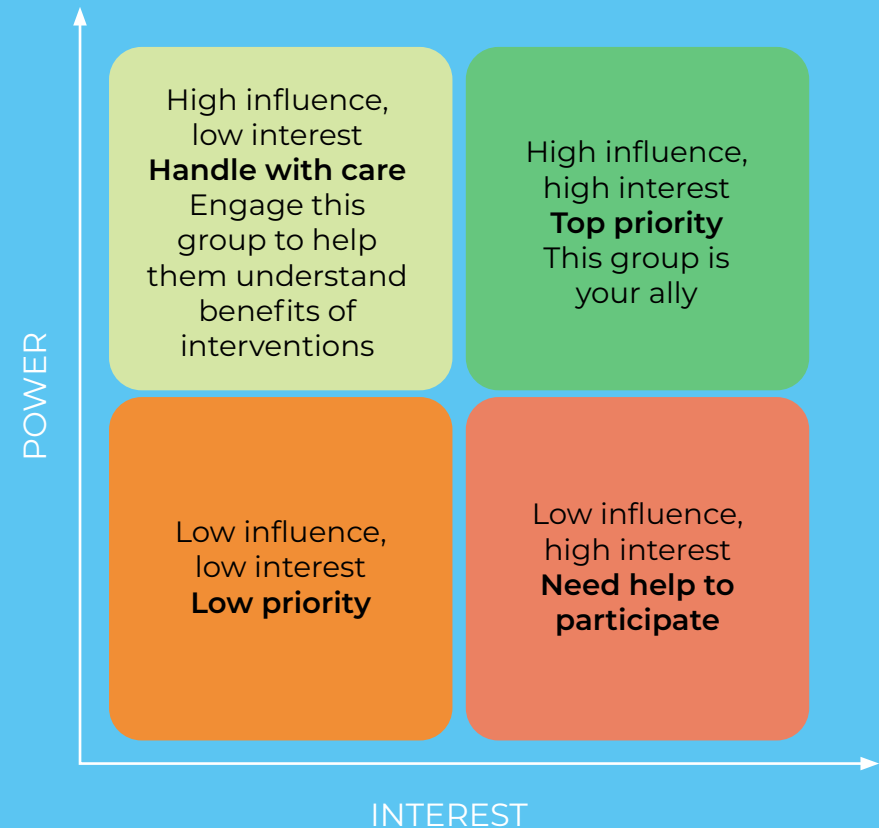 High influence,
low interest
Handle with care
Engage this
group to help
them understand
benefits of
interventions
High influence,
high interest
Top priority
This group is
your ally
POWER
Low influence,
low interest
Low priority
Low influence,
high interest
Need help to
participate
INTEREST